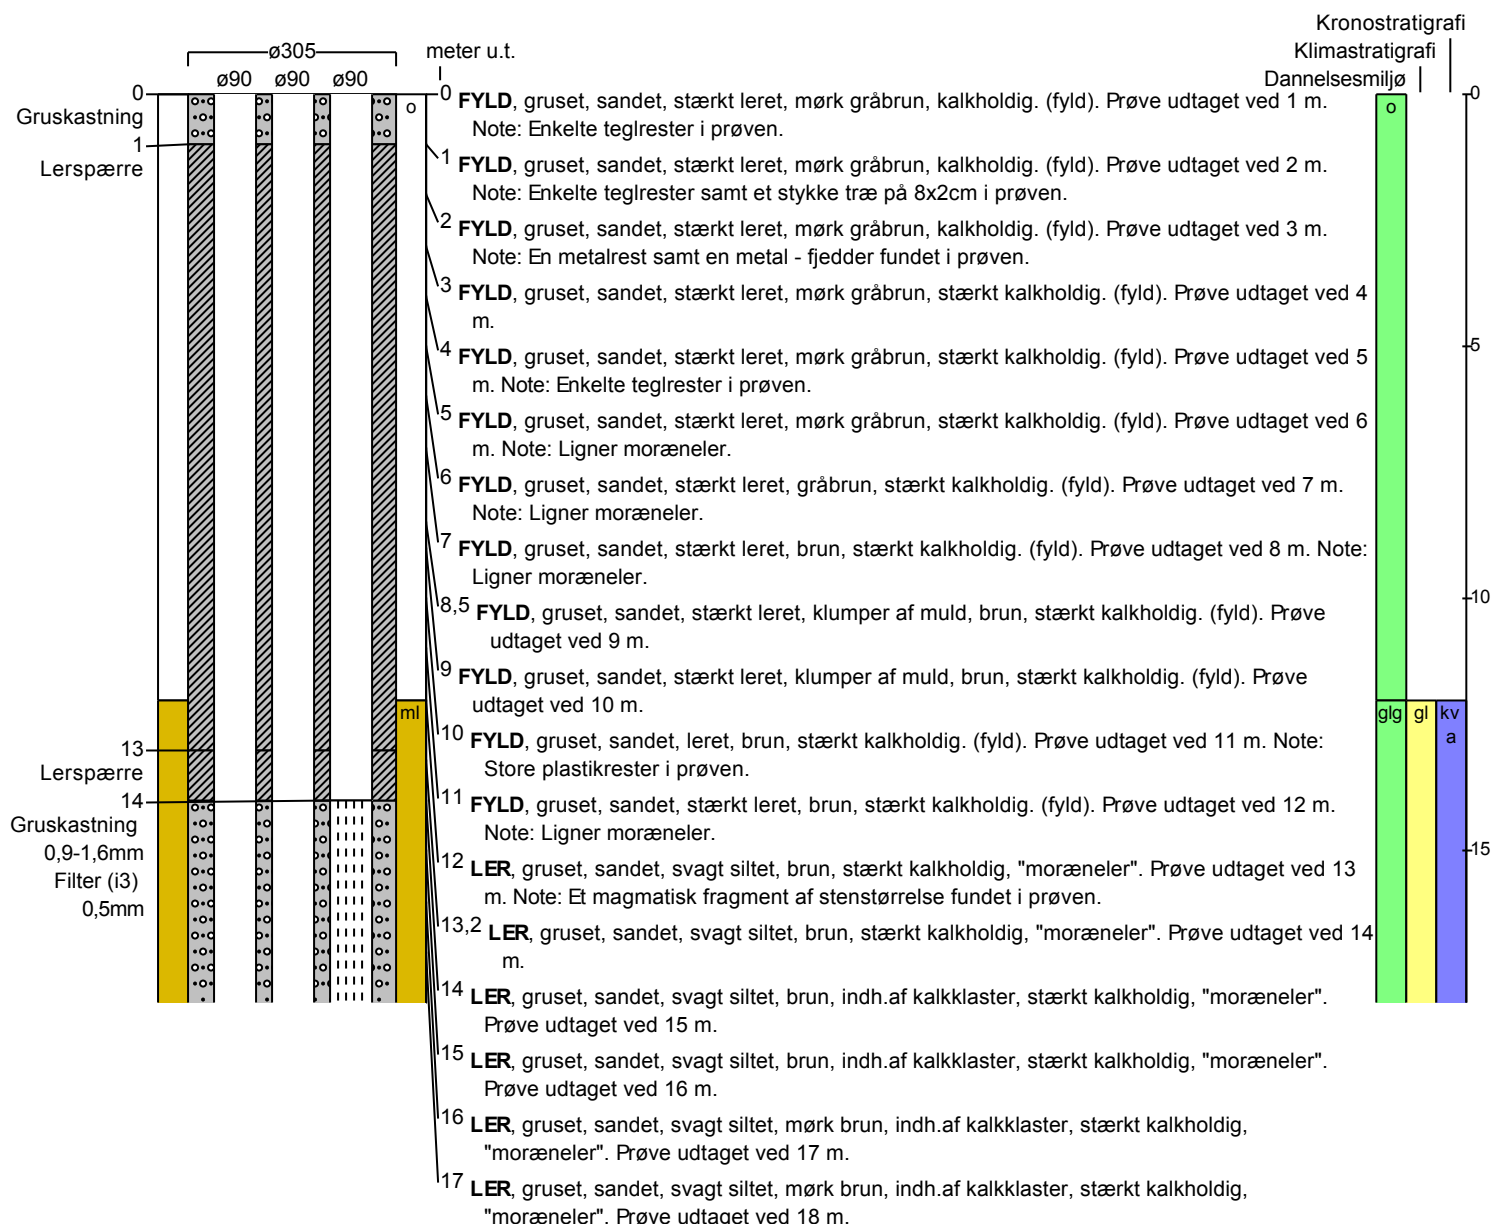 Kronostratigrafi
Klimastratigrafi
Dannelsesmiljø
ø305
meter u.t.
ø90 ø90 ø90
0
Gruskastning
1
Lerspærre
13
Lerspærre
14
Gruskastning
0,9-1,6mm
Filter (i3)
0,5mm
o
ml
0 FYLD, gruset, sandet, stærkt leret, mørk gråbrun, kalkholdig. (fyld). Prøve udtaget ved 1 m.
Note: Enkelte teglrester i prøven.
1 FYLD, gruset, sandet, stærkt leret, mørk gråbrun, kalkholdig. (fyld). Prøve udtaget ved 2 m.
Note: Enkelte teglrester samt et stykke træ på 8x2cm i prøven.
2 FYLD, gruset, sandet, stærkt leret, mørk gråbrun, kalkholdig. (fyld). Prøve udtaget ved 3 m.
Note: En metalrest samt en metal - fjedder fundet i prøven.
3 FYLD, gruset, sandet, stærkt leret, mørk gråbrun, stærkt kalkholdig. (fyld). Prøve udtaget ved 4
m.
4 FYLD, gruset, sandet, stærkt leret, mørk gråbrun, stærkt kalkholdig. (fyld). Prøve udtaget ved 5
m. Note: Enkelte teglrester i prøven.
5 FYLD, gruset, sandet, stærkt leret, mørk gråbrun, stærkt kalkholdig. (fyld). Prøve udtaget ved 6
m. Note: Ligner moræneler.
6 FYLD, gruset, sandet, stærkt leret, gråbrun, stærkt kalkholdig. (fyld). Prøve udtaget ved 7 m.
Note: Ligner moræneler.
7 FYLD, gruset, sandet, stærkt leret, brun, stærkt kalkholdig. (fyld). Prøve udtaget ved 8 m. Note:
Ligner moræneler.
8,5 FYLD, gruset, sandet, stærkt leret, klumper af muld, brun, stærkt kalkholdig. (fyld). Prøve
udtaget ved 9 m.
9 FYLD, gruset, sandet, stærkt leret, klumper af muld, brun, stærkt kalkholdig. (fyld). Prøve
udtaget ved 10 m.
10 FYLD, gruset, sandet, leret, brun, stærkt kalkholdig. (fyld). Prøve udtaget ved 11 m. Note:
Store plastikrester i prøven.
11 FYLD, gruset, sandet, stærkt leret, brun, stærkt kalkholdig. (fyld). Prøve udtaget ved 12 m.
Note: Ligner moræneler.
12 LER, gruset, sandet, svagt siltet, brun, stærkt kalkholdig, "moræneler". Prøve udtaget ved 13
m. Note: Et magmatisk fragment af stenstørrelse fundet i prøven.
13,2 LER, gruset, sandet, svagt siltet, brun, stærkt kalkholdig, "moræneler". Prøve udtaget ved 14
m.
14 LER, gruset, sandet, svagt siltet, brun, indh.af kalkklaster, stærkt kalkholdig, "moræneler".
Prøve udtaget ved 15 m.
15 LER, gruset, sandet, svagt siltet, brun, indh.af kalkklaster, stærkt kalkholdig, "moræneler".
Prøve udtaget ved 16 m.
16 LER, gruset, sandet, svagt siltet, mørk brun, indh.af kalkklaster, stærkt kalkholdig,
"moræneler". Prøve udtaget ved 17 m.
17 LER, gruset, sandet, svagt siltet, mørk brun, indh.af kalkklaster, stærkt kalkholdig,
"moræneler". Prøve udtaget ved 18 m.
o
glg gl kv
a
0
5
10
15